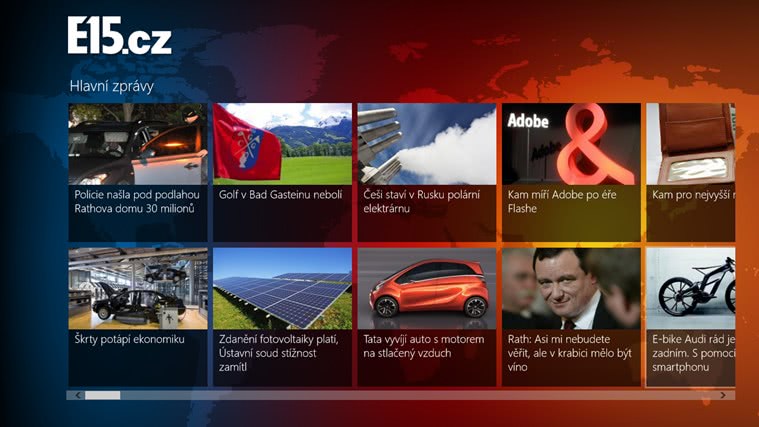 E15.cz
Hlavní zprávy
Policie našla pod podlahou
Rathova domu 30 milionů
Golf v Bad Gasteinu nebolí
Češi staví v Rusku polární
elektrárnu
Adobe
Adobe
Kam míří Adobe po éře
Flashe
Kam pro nejvyšší
Škrty potápí ekonomiku
Zdanění fotovoltaiky platí,
Ústavní soud stížnost
zamítl
Tata vyvíjí auto s motorem
na stlačený vzduch
Rath: Asi mi nebudete
věřit, ale v krabici mělo být
víno
E-bike Audi rád je
zadním. S pomocí
smartphonu